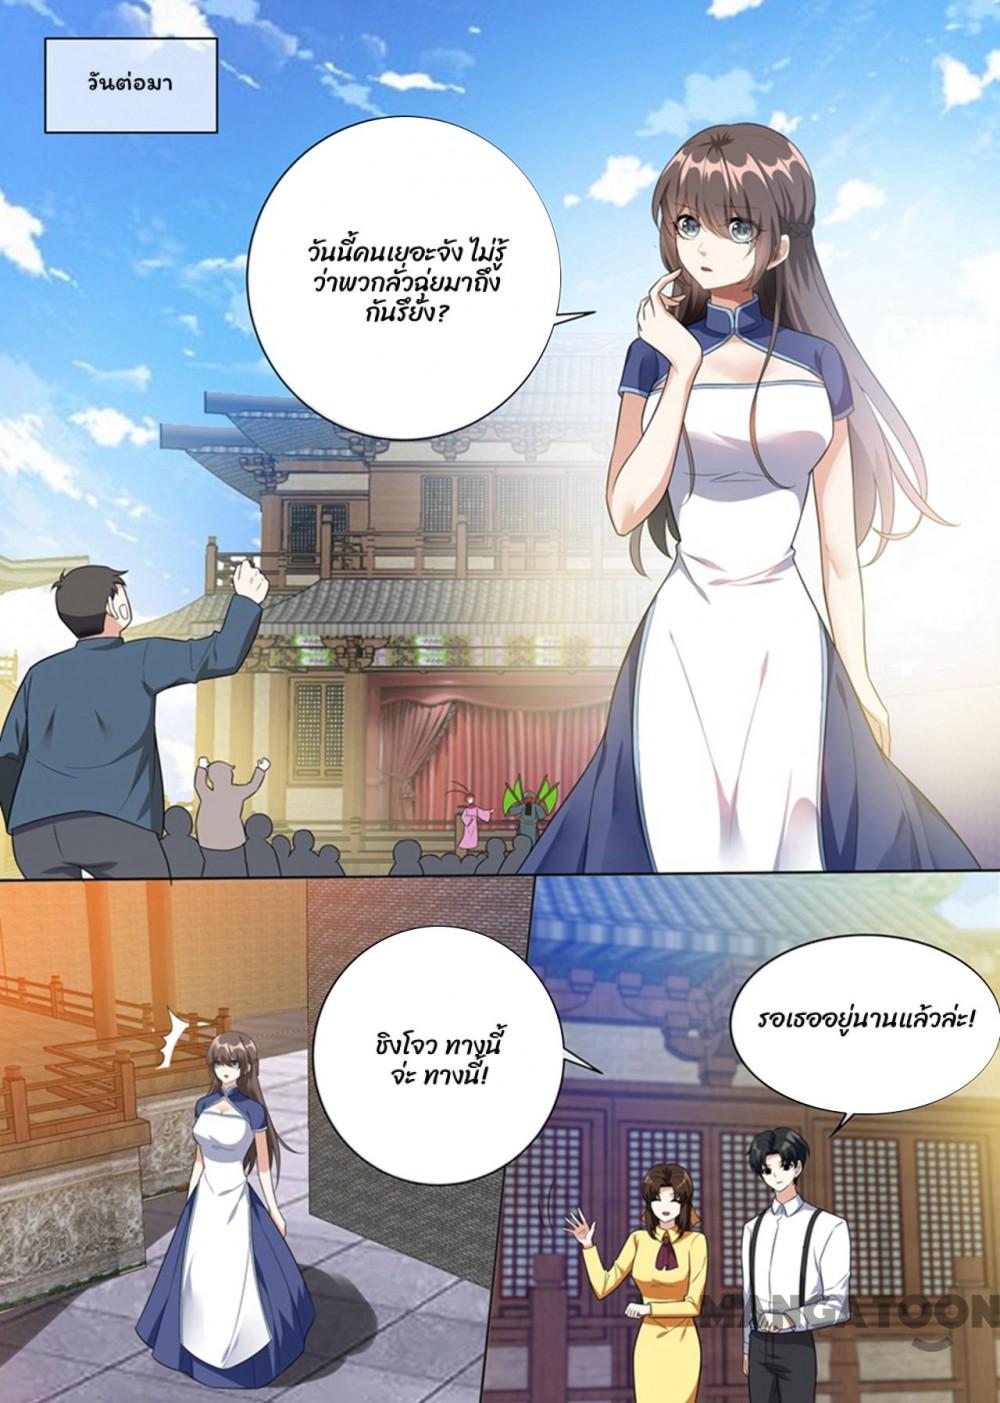 วันต่อมา
วันนี้คนเยอะจัง ไม่รู้
ว่าพวกลั่วฉุ่ยมาถึง
กันรึยัง?
ชิงโจว ทางนี้
จ่ะ ทางนี้!
รอเธออยู่นานแล้วล่ะ!
MANGATOON